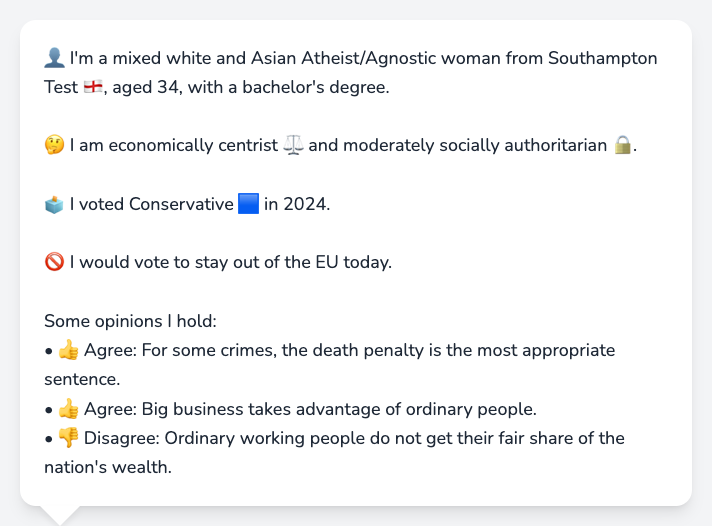 👤 I'm a mixed white and Asian Atheist/Agnostic woman from Southampton
Test 🏴󠁧󠁢󠁥󠁮󠁧󠁿, aged 34, with a bachelor's degree.
🤔 I am economically centrist ⚖️ and moderately socially authoritarian 🔒.
🗳️ I voted Conservative 🟦 in 2024.
🚫 I would vote to stay out of the EU today.
Some opinions I hold:
• 👍 Agree: For some crimes, the death penalty is the most appropriate
sentence.
• 👍 Agree: Big business takes advantage of ordinary people.
• 👎 Disagree: Ordinary working people do not get their fair share of the
nation's wealth.